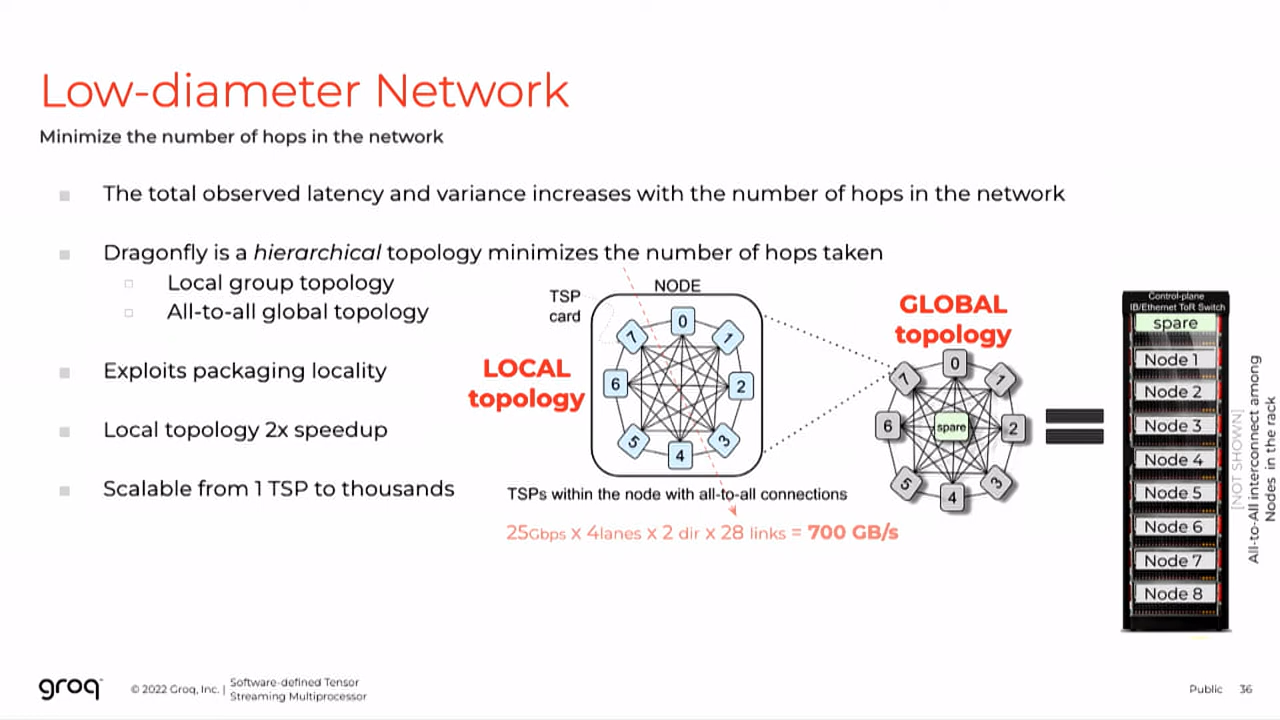 Low-diameter Network
Minimize the number of hops in the network
The total observed latency and variance increases with the number of hops in the network
Dragonfly is a hierarchical topology minimizes the number of hops taken
Local group topology
All-to-all global topology
Exploits packaging locality
Local topology 2x speedup
Scalable from 1 TSP to thousands
NODE
TSP
card
LOCAL
topology
0
1
2
3
4
5
6
7
TSPs within the node with all-to-all connections
25Gbps x 4lanes x 2 dir x 28 links = 700 GB/s
GLOBAL
topology
0
1
2
3
4
5
6
7
spare
Control-plane
IB/Ethernet ToR Switch
spare
Node 1
Node 2
Node 3
Node 4
Node 5
Node 6
Node 7
Node 8
[NOT SHOWN]
All-to-All interconnect among
Nodes in the rack
groq
© 2022 Groq, Inc. |
Software-defined Tensor
Streaming Multiprocessor
Public 36